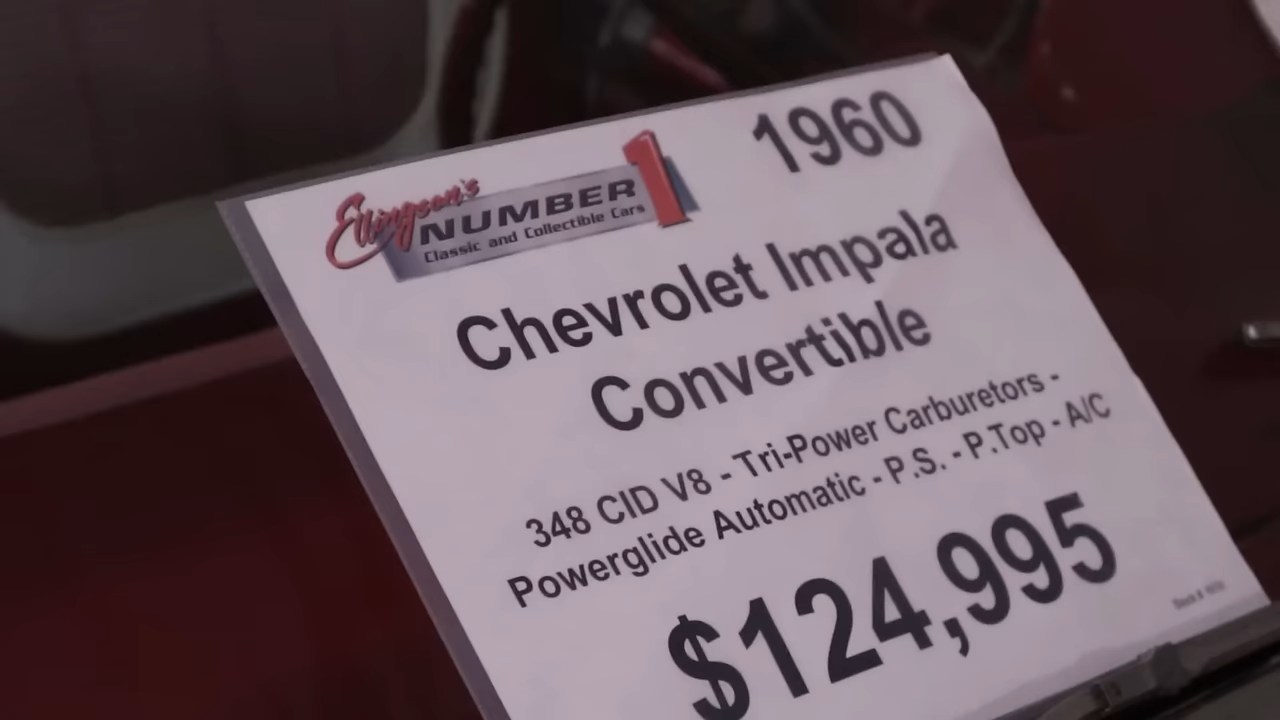 1960
Ellingson's
NUMBER 1
Classic and Collectible Cars
Chevrolet Impala
Convertible
348 CID V8 - Tri-Power Carburetors -
Powerglide Automatic - P.S. - P.Top - A/C
$124,995
Stock #